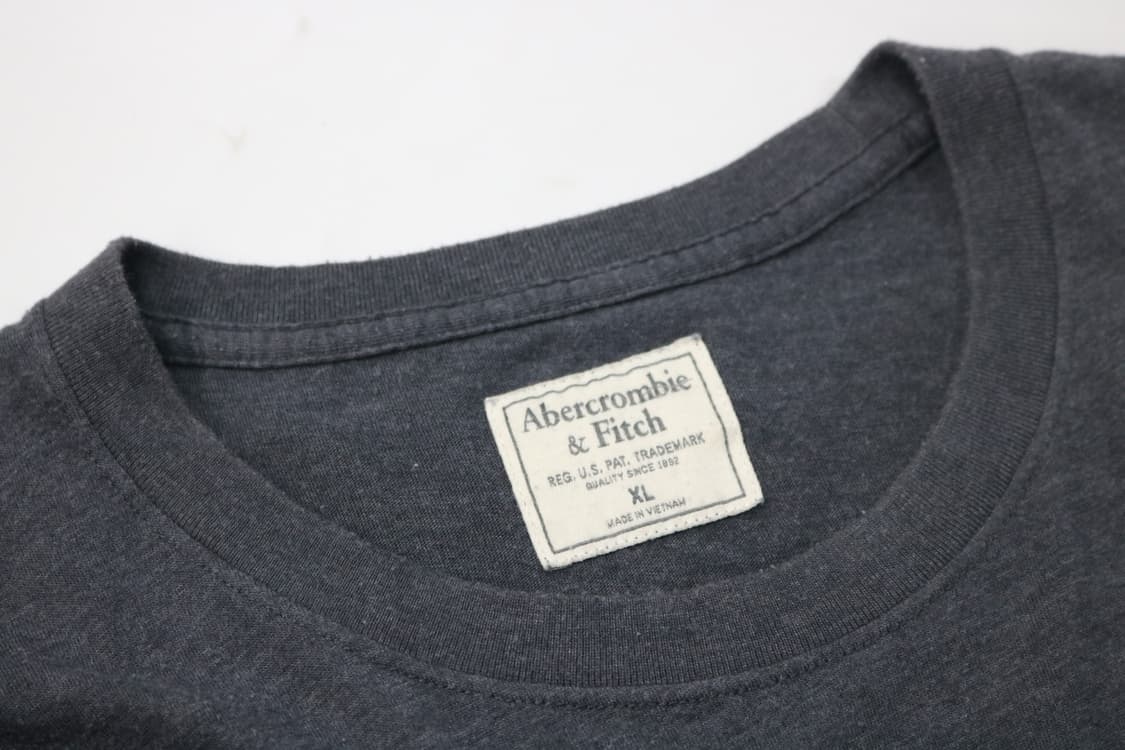 Abercrombie
& Fitch
REG. U.S. PAT. TRADEMARK
QUALITY SINCE 1892
XL
MADE IN VIETNAM